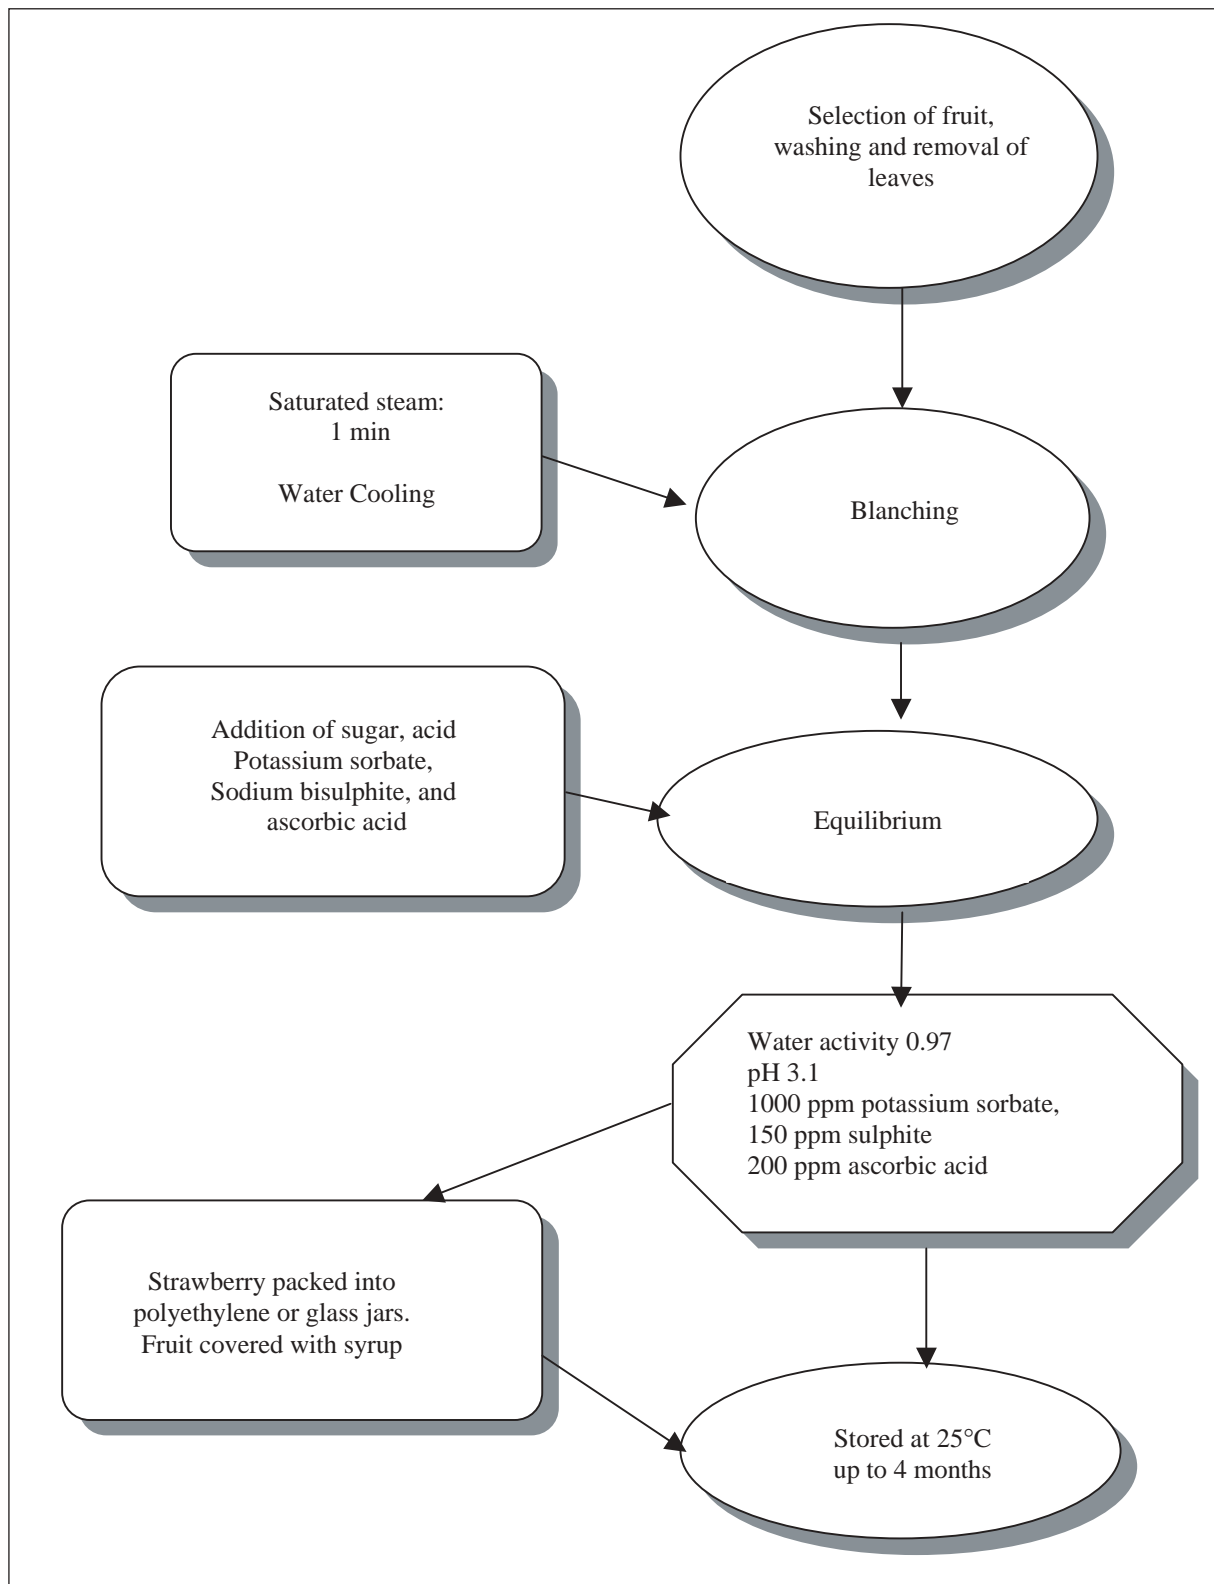 Selection of fruit,
washing and removal of
leaves
Saturated steam:
1 min
Water Cooling
Blanching
Addition of sugar, acid
Potassium sorbate,
Sodium bisulphite, and
ascorbic acid
Equilibrium
Water activity 0.97
pH 3.1
1000 ppm potassium sorbate,
150 ppm sulphite
200 ppm ascorbic acid
Strawberry packed into
polyethylene or glass jars.
Fruit covered with syrup
Stored at 25°C
up to 4 months